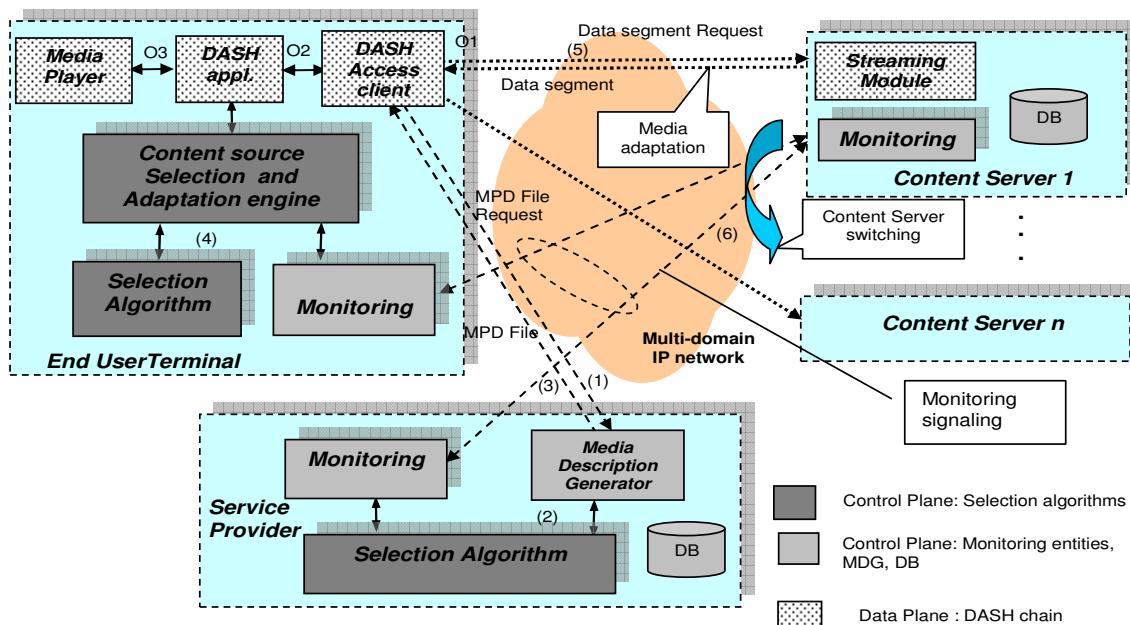 Media
Player
O3
DASH
appl.
O2
DASH
Access
client
O1
(5)
Data segment Request
Data segment
Streaming
Module
Monitoring
DB
Content Server 1
Media
adaptation
Content source
Selection and
Adaptation engine
MPD File
Request
(6)
Content Server
switching
(4)
Selection
Algorithm
Monitoring
MPD File
End UserTerminal
Multi-domain
IP network
Content Server n
(3)
(1)
Monitoring
signaling
Monitoring
Media
Description
Generator
Service
Provider
(2)
Selection Algorithm
DB
Control Plane: Selection algorithms
Control Plane: Monitoring entities,
MDG, DB
Data Plane : DASH chain